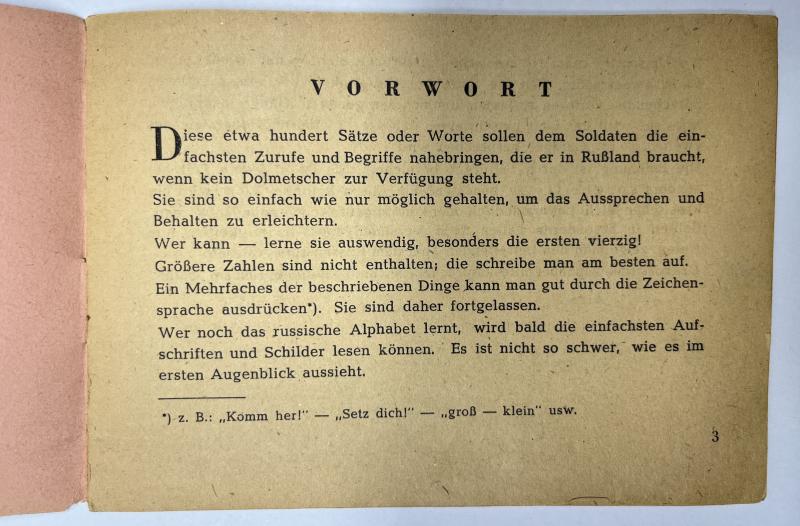 VORWORT
Diese etwa hundert Sätze oder Worte sollen dem Soldaten die ein-
fachsten Zurufe und Begriffe nahebringen, die er in Rußland braucht,
wenn kein Dolmetscher zur Verfügung steht.
Sie sind so einfach wie nur möglich gehalten, um das Aussprechen und
Behalten zu erleichtern.
Wer kann — lerne sie auswendig, besonders die ersten vierzig!
Größere Zahlen sind nicht enthalten; die schreibe man am besten auf.
Ein Mehrfaches der beschriebenen Dinge kann man gut durch die Zeichen-
sprache ausdrücken*). Sie sind daher fortgelassen.
Wer noch das russische Alphabet lernt, wird bald die einfachsten Auf-
schriften und Schilder lesen können. Es ist nicht so schwer, wie es im
ersten Augenblick aussieht.
*) z. B.: „Komm her!" — „Setz dich!" — „groß — klein" usw.
3